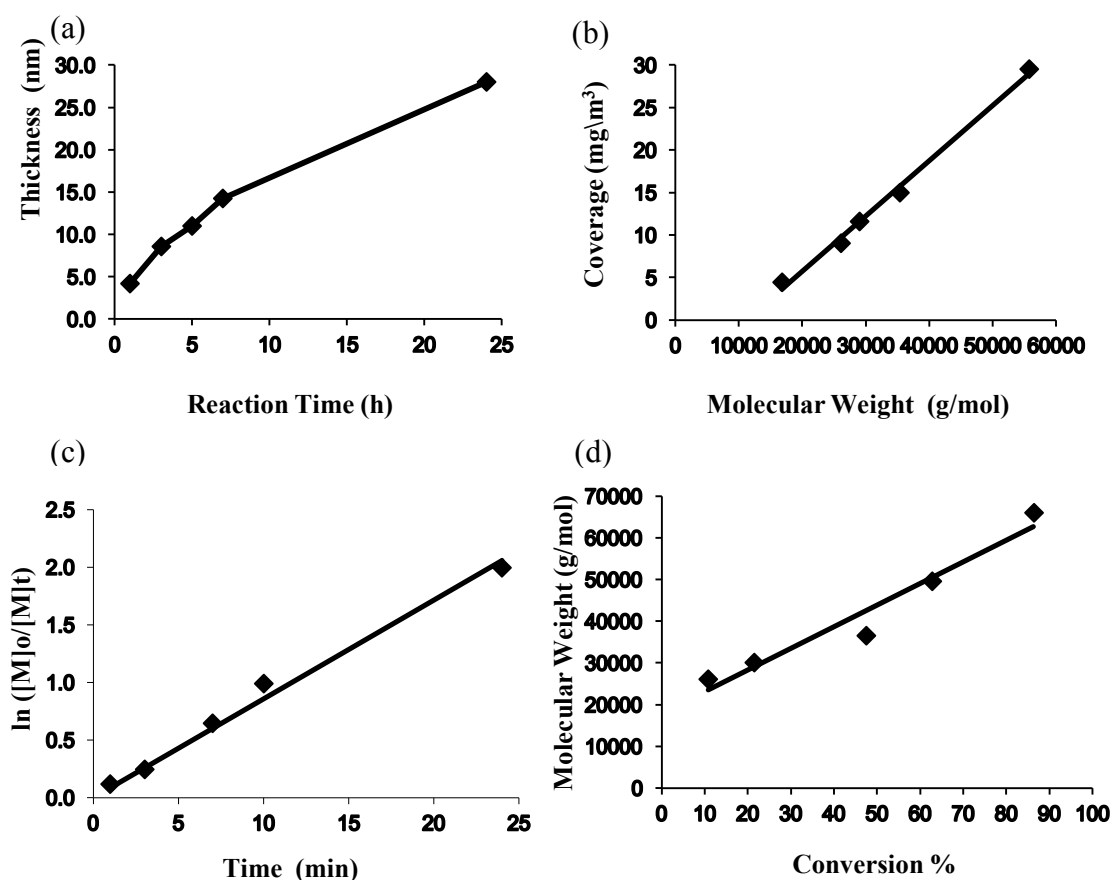 (a)
Thickness (nm)
30.0
25.0
20.0
15.0
10.0
5.0
0.0
0 5 10 15 20 25
Reaction Time (h)
(b)
Coverage (mg\m³)
30
25
20
15
10
5
0
0 10000 20000 30000 40000 50000 60000
Molecular Weight (g/mol)
(c)
ln ([M]o/[M]t)
2.5
2.0
1.5
1.0
0.5
0.0
0 5 10 15 20 25
Time (min)
(d)
Molecular Weight (g/mol)
70000
60000
50000
40000
30000
20000
10000
0
0 10 20 30 40 50 60 70 80 90 100
Conversion %